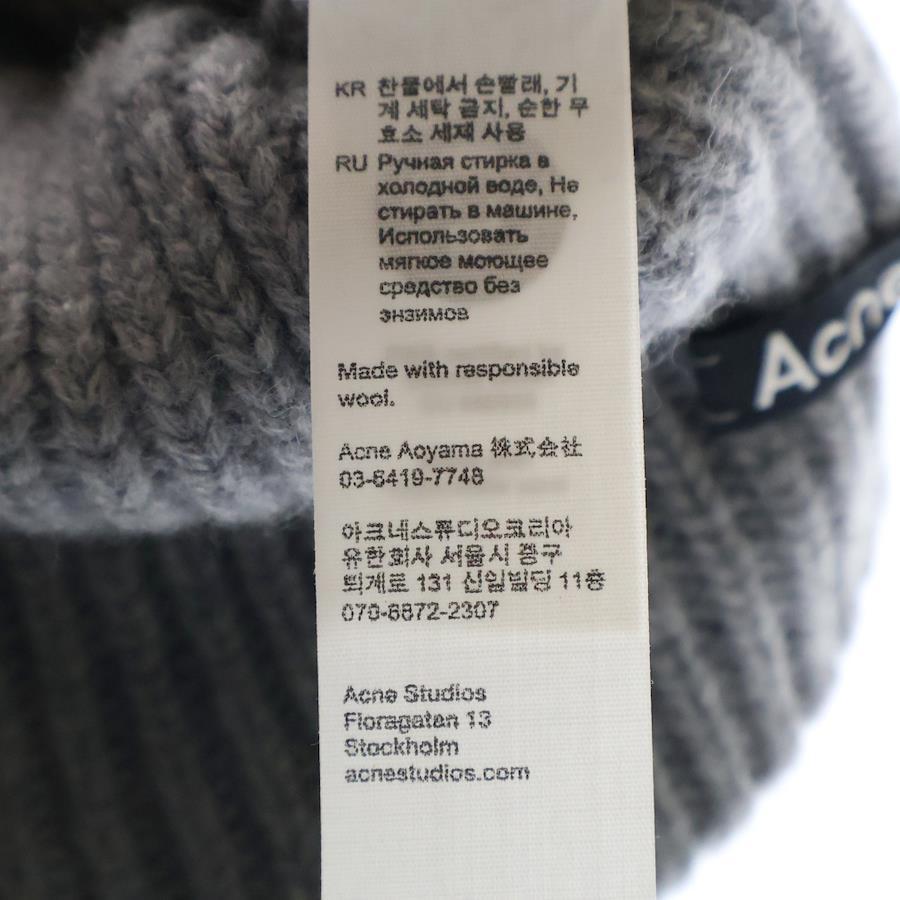 KR 찬물에서 손빨래, 기
계 세탁 금지, 순한 무
효소 세제 사용
RU Ручная стирка в
холодной воде, Не
стирать в машине,
Использовать
мягкое моющее
средство без
энзимов
Made with responsible
wool.
Acne Aoyama 株式会社
03-6419-7748
아크네스튜디오코리아
유한회사 서울시 중구
퇴계로 131 신일빌딩 11층
070-8872-2307
Acne Studios
Floragatan 13
Stockholm
acnestudios.com
Acne